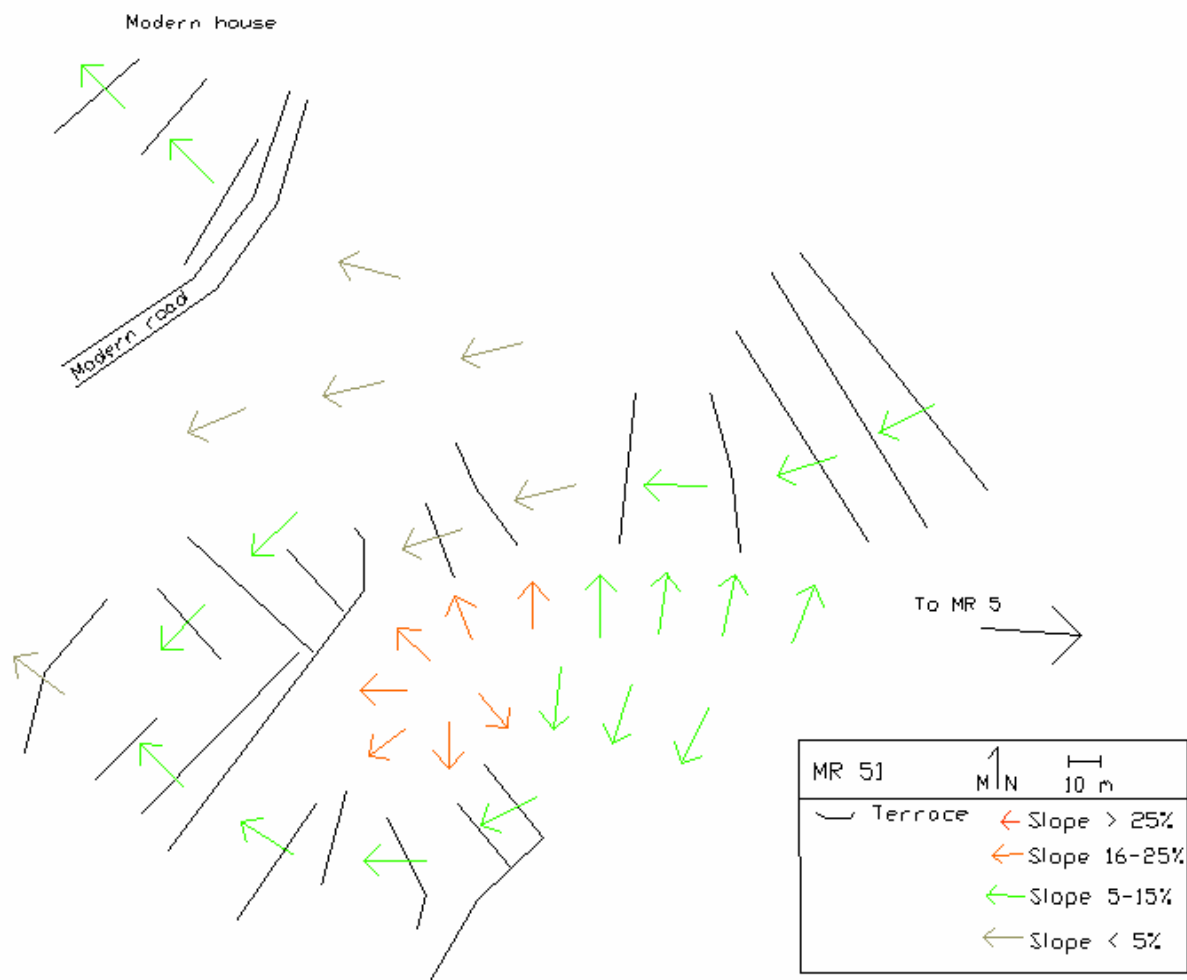 Modern house
Modern road
To MR 5
MR 51
M N
10 m
Terrace
Slope > 25%
Slope 16-25%
Slope 5-15%
Slope < 5%